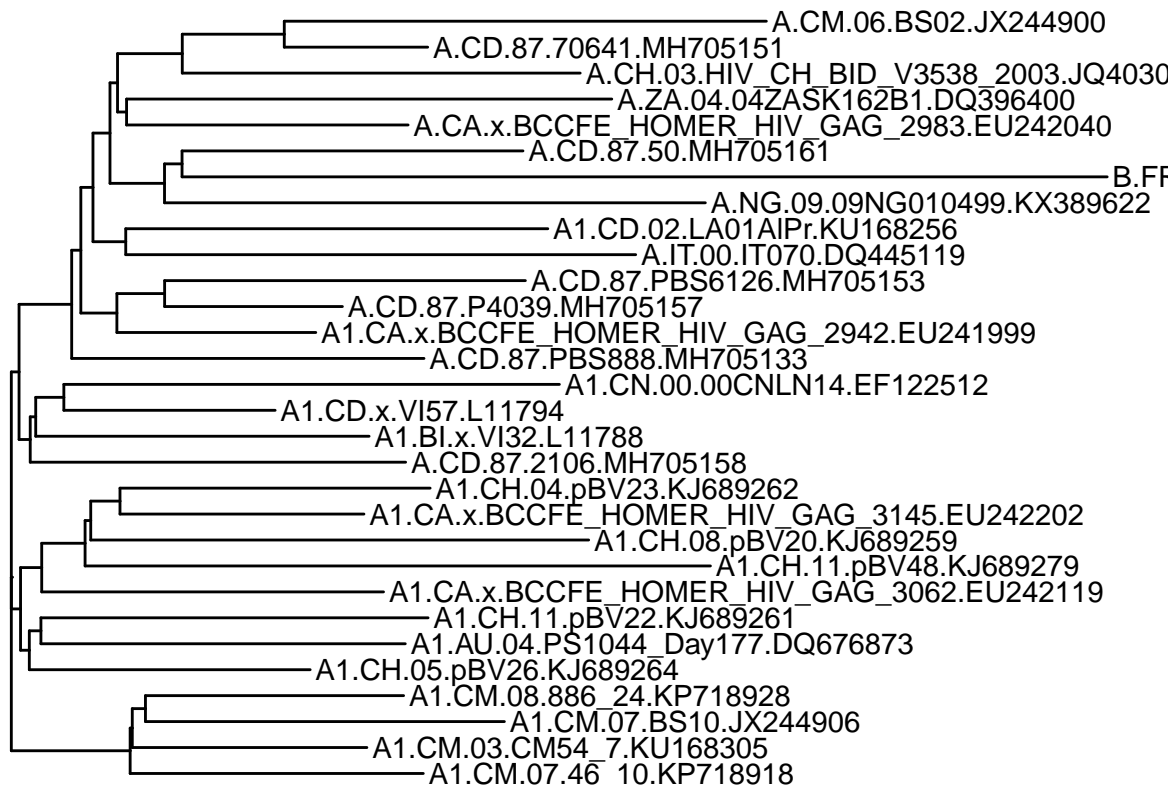 A.CM.06.BS02.JX244900
A.CD.87.70641.MH705151
A.CH.03.HIV_CH_BID_V3538_2003.JQ4030
A.ZA.04.04ZASK162B1.DQ396400
A.CA.x.BCCFE_HOMER_HIV_GAG_2983.EU242040
A.CD.87.50.MH705161
B.FR
A.NG.09.09NG010499.KX389622
A1.CD.02.LA01AlPr.KU168256
A.IT.00.IT070.DQ445119
A.CD.87.PBS6126.MH705153
A.CD.87.P4039.MH705157
A1.CA.x.BCCFE_HOMER_HIV_GAG_2942.EU241999
A.CD.87.PBS888.MH705133
A1.CN.00.00CNLN14.EF122512
A1.CD.x.VI57.L11794
A1.BI.x.VI32.L11788
A.CD.87.2106.MH705158
A1.CH.04.pBV23.KJ689262
A1.CA.x.BCCFE_HOMER_HIV_GAG_3145.EU242202
A1.CH.08.pBV20.KJ689259
A1.CH.11.pBV48.KJ689279
A1.CA.x.BCCFE_HOMER_HIV_GAG_3062.EU242119
A1.CH.11.pBV22.KJ689261
A1.AU.04.PS1044_Day177.DQ676873
A1.CH.05.pBV26.KJ689264
A1.CM.08.886_24.KP718928
A1.CM.07.BS10.JX244906
A1.CM.03.CM54_7.KU168305
A1.CM.07.46_10.KP718918